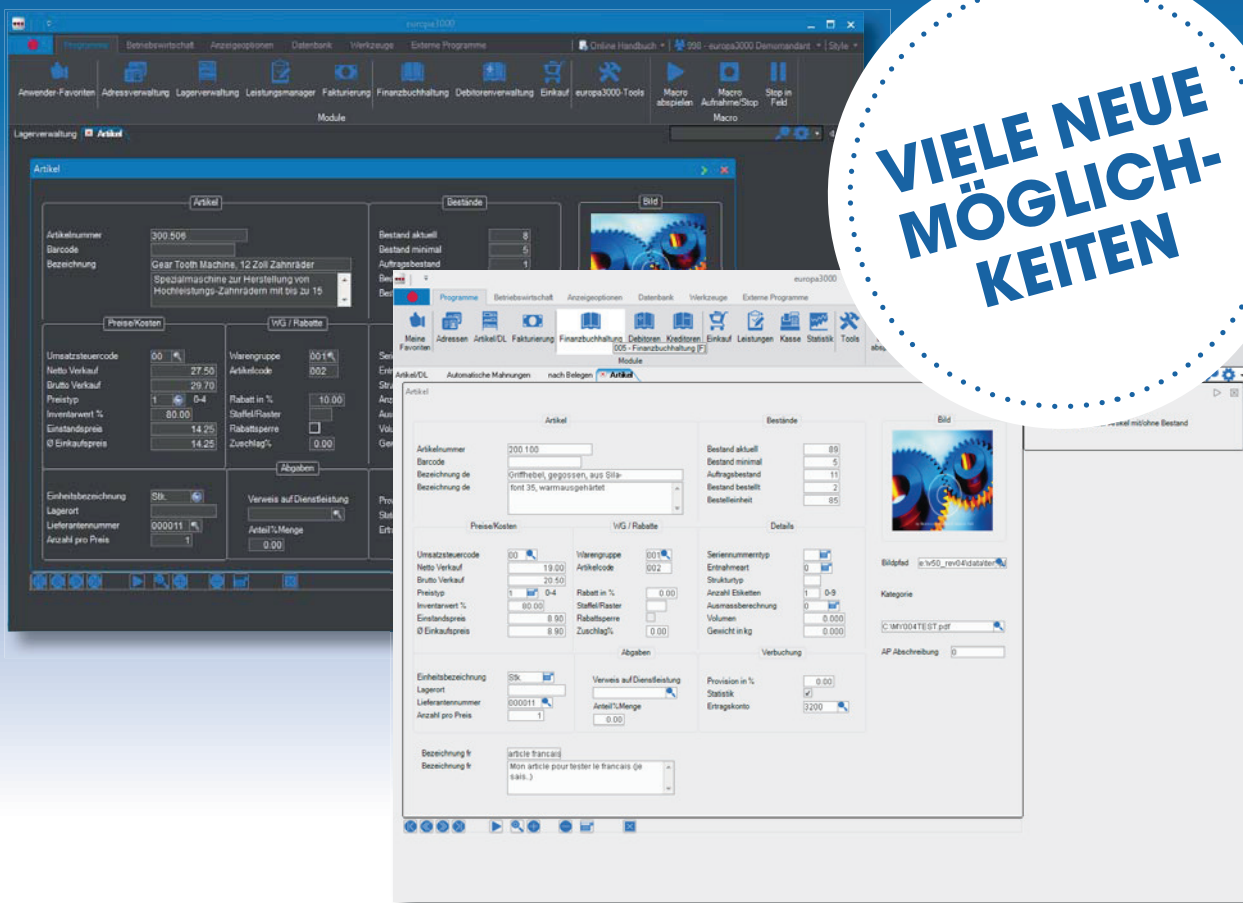 europa3000
Programme Betriebswirtschaft Anzeigeoptionen Datenbank Werkzeuge Externe Programme Online Handbuch 998 - europa3000 Demomandant Style
Anwender-Favoriten Adressverwaltung Lagerverwaltung Leistungsmanager Fakturierung Finanzbuchhaltung Debitorenverwaltung Einkauf europa3000-Tools Macro abspielen Macro Aufnahme/Stop Stop in Feld
Module Macro
Lagerverwaltung Artikel
Artikel
Artikel Bestände Bild
Artikelnummer 300.506 Bestand aktuell 8
Barcode Bestand minimal 5
Bezeichnung Gear Tooth Machine, 12 Zoll Zahnräder Auftragsbestand 1
Spezialmaschine zur Herstellung von
Hochleistungs-Zahnrädern mit bis zu 15
Preise/Kosten WG / Rabatte
Umsatzsteuercode 00 Warengruppe 001
Netto Verkauf 27.50 Artikelcode 002
Brutto Verkauf 29.70
Preistyp 1 0-4 Rabatt in % 10.00
Inventarwert % 80.00 Staffel/Raster
Einstandspreis 14.25 Rabattsperre
Ø Einkaufspreis 14.25 Zuschlag% 0.00
Abgaben
Einheitsbezeichnung Stk. Verweis auf Dienstleistung
Lagerort
Lieferantennummer 000011 Anteil%Menge
Anzahl pro Preis 1 0.00
VIELE NEUE
MÖGLICH-
KEITEN
europa3000
Programme Betriebswirtschaft Anzeigeoptionen Datenbank Werkzeuge Externe Programme
Meine Favoriten Adressen Artikel/DL Fakturierung Finanzbuchhaltung Debitoren Kreditoren Einkauf Leistungen Kasse Statistik Tools
005 - Finanzbuchhaltung [F]
Module
Artikel/DL Automatische Mahnungen nach Belegen Artikel
Artikel
Artikel Bestände Bild
Artikelnummer 200.100 Bestand aktuell 89
Barcode Bestand minimal 5
Bezeichnung de Griffhebel, gegossen, aus Sila- Auftragsbestand 11
Bezeichnung de font 35, warmausgehärtet Bestand bestellt 2
Bestelleinheit 85
Preise/Kosten WG / Rabatte Details
Umsatzsteuercode 00 Warengruppe 001 Seriennummerntyp
Netto Verkauf 19.00 Artikelcode 002 Entnahmeart 0
Brutto Verkauf 20.50 Strukturtyp
Preistyp 1 0-4 Rabatt in % 0.00 Anzahl Etiketten 1 0-9
Inventarwert % 80.00 Staffel/Raster Ausmassberechnung 0
Einstandspreis 8.90 Rabattsperre Volumen 0.000
Ø Einkaufspreis 8.90 Zuschlag% 0.00 Gewicht in kg 0.000
Bildpfad e:\v50_rev04\data\der
Kategorie
C:\MY004TEST.pdf
AP Abschreibung 0
Abgaben Verbuchung
Einheitsbezeichnung Stk. Verweis auf Dienstleistung Provision in % 0.00
Lagerort Statistik
Lieferantennummer 000011 Anteil%Menge Ertragskonto 3200
Anzahl pro Preis 1 0.00
Bezeichnung fr article francais
Bezeichnung fr Mon article pour tester le francais (je
sais..)
Artikel mit/ohne Bestand